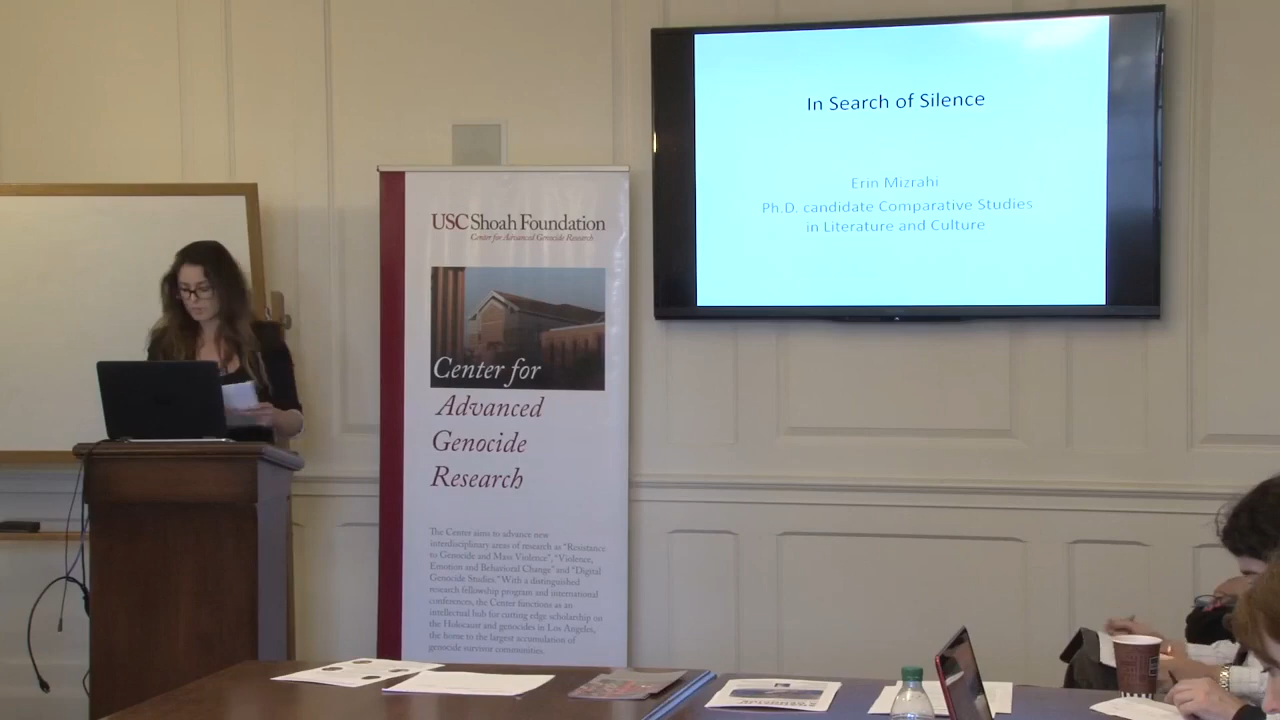 In Search of Silence
Erin Mizrahi
Ph.D. candidate Comparative Studies
in Literature and Culture
USC Shoah Foundation
Center for Advanced Genocide Research
Center for
Advanced
Genocide
Research
The Center aims to advance new
interdisciplinary areas of research as "Resistance
to Genocide and Mass Violence", "Violence,
Emotion and Behavioral Change" and "Digital
Genocide Studies." With a distinguished
research fellowship program and international
conferences, the Center functions as an
intellectual hub for cutting edge scholarship on
the Holocaust and genocides in Los Angeles,
the home to the largest accumulation of
genocide survivor communities.